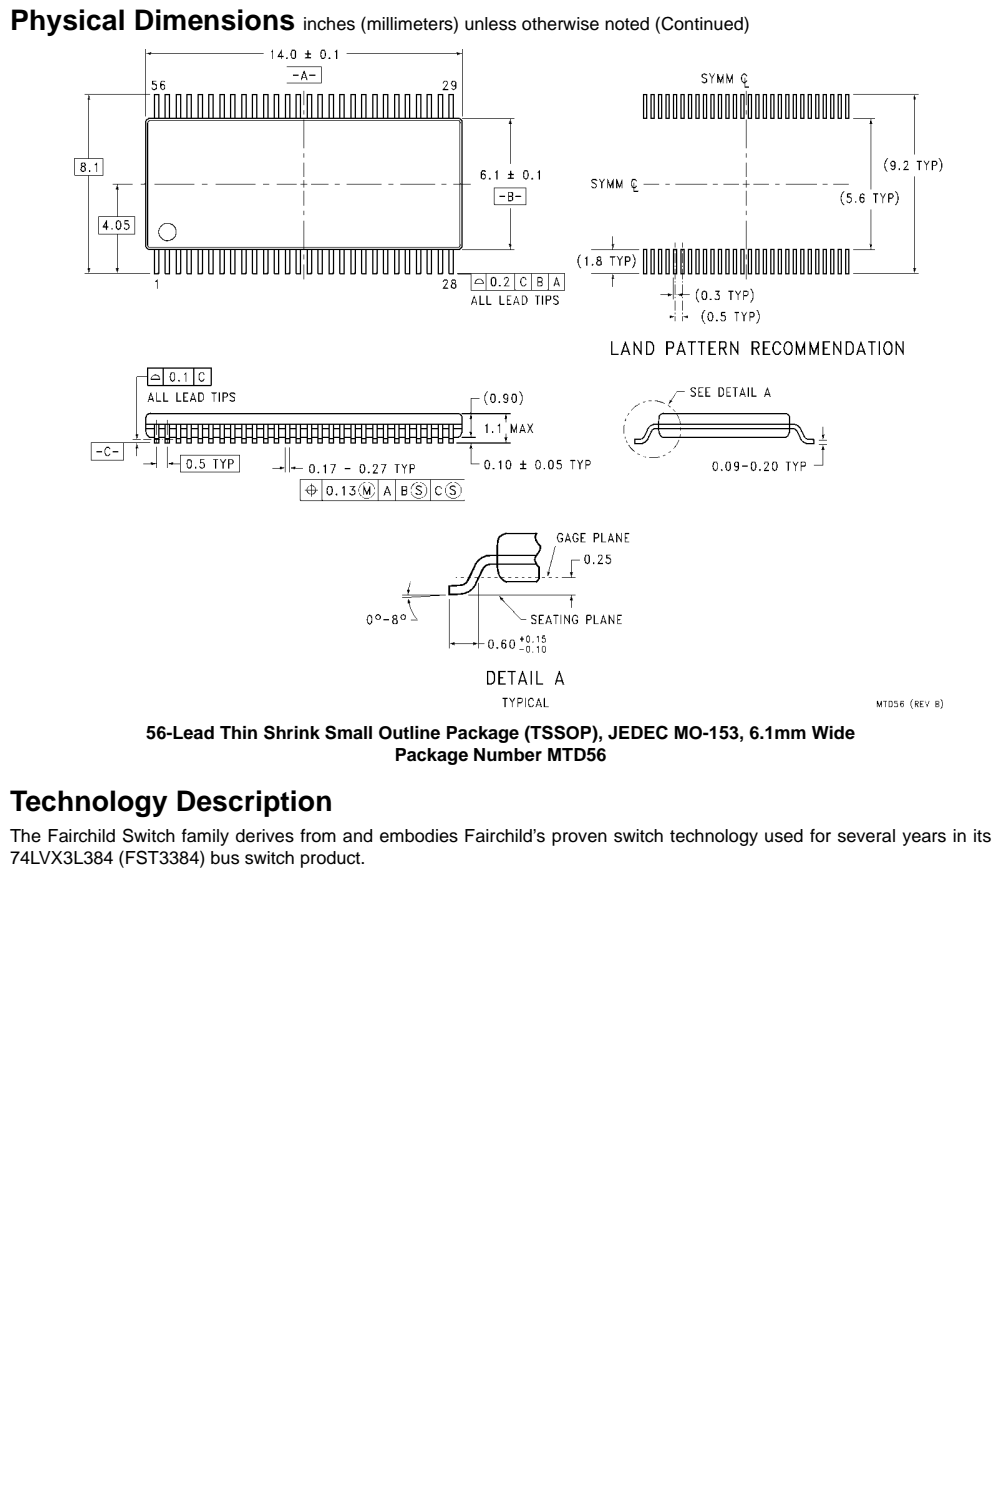 Physical Dimensions inches (millimeters) unless otherwise noted (Continued)
14.0 ± 0.1
-A-
56
29
8.1
4.05
6.1 ± 0.1
-B-
1
28
⌓ 0.2 C B A
ALL LEAD TIPS
SYMM ℄
SYMM ℄
(9.2 TYP)
(5.6 TYP)
(1.8 TYP)
(0.3 TYP)
(0.5 TYP)
LAND PATTERN RECOMMENDATION
⌓ 0.1 C
ALL LEAD TIPS
(0.90)
1.1 MAX
-C-
0.5 TYP
0.17 - 0.27 TYP
0.10 ± 0.05 TYP
⌖ 0.13 Ⓜ A B Ⓢ C Ⓢ
SEE DETAIL A
0.09-0.20 TYP
GAGE PLANE
0.25
0°-8°
SEATING PLANE
0.60 +0.15 -0.10
DETAIL A
TYPICAL
MTD56 (REV B)
56-Lead Thin Shrink Small Outline Package (TSSOP), JEDEC MO-153, 6.1mm Wide
Package Number MTD56
Technology Description
The Fairchild Switch family derives from and embodies Fairchild's proven switch technology used for several years in its
74LVX3L384 (FST3384) bus switch product.